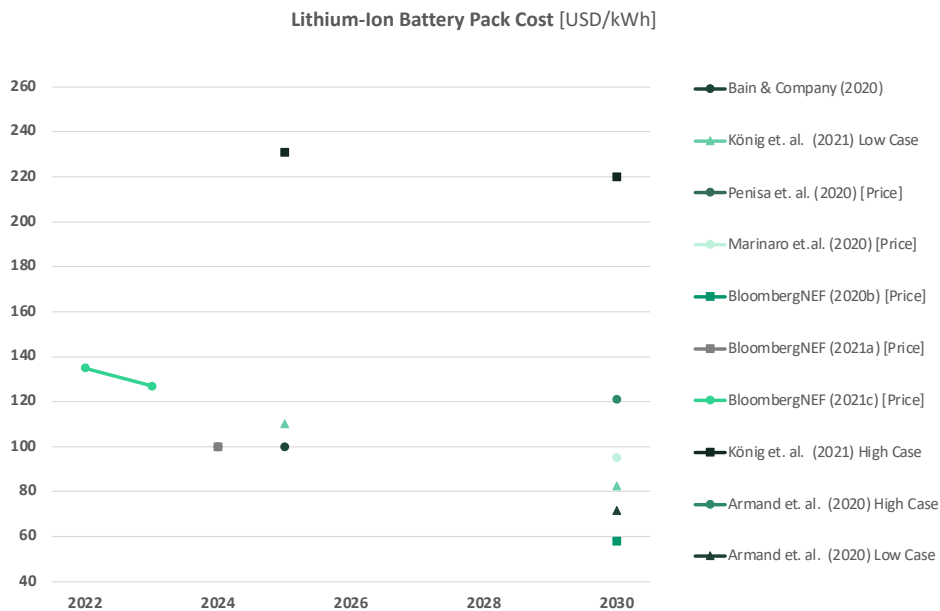 Lithium-Ion Battery Pack Cost [USD/kWh]
260
240
220
200
180
160
140
120
100
80
60
40
2022 2024 2026 2028 2030
Bain & Company (2020)
König et. al. (2021) Low Case
Penisa et. al. (2020) [Price]
Marinaro et.al. (2020) [Price]
BloombergNEF (2020b) [Price]
BloombergNEF (2021a) [Price]
BloombergNEF (2021c) [Price]
König et. al. (2021) High Case
Armand et. al. (2020) High Case
Armand et. al. (2020) Low Case